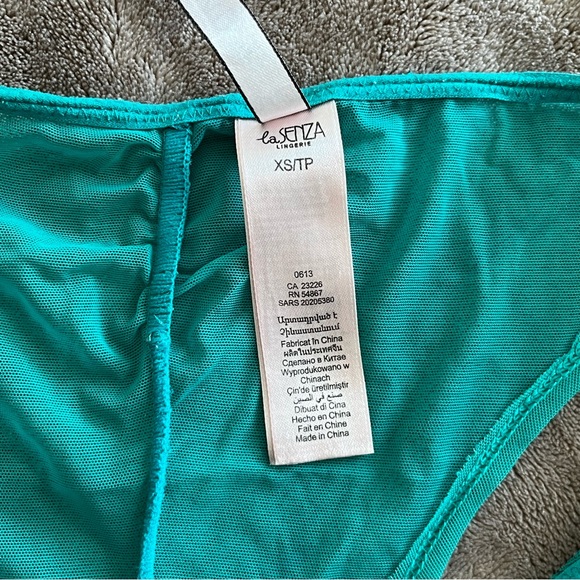 la SENZA
LINGERIE
XS/TP
0613
CA 23226
RN 54867
SARS 20205380
Արտադրված է
Չինաստանում
Fabricat în China
ผลิตในประเทศจีน
Сделано в Китае
Wyprodukowano w
Chinach
Çin'de üretilmiştir
صنع في الصين
Dibuat di Cina
Hecho en China
Fait en Chine
Made in China